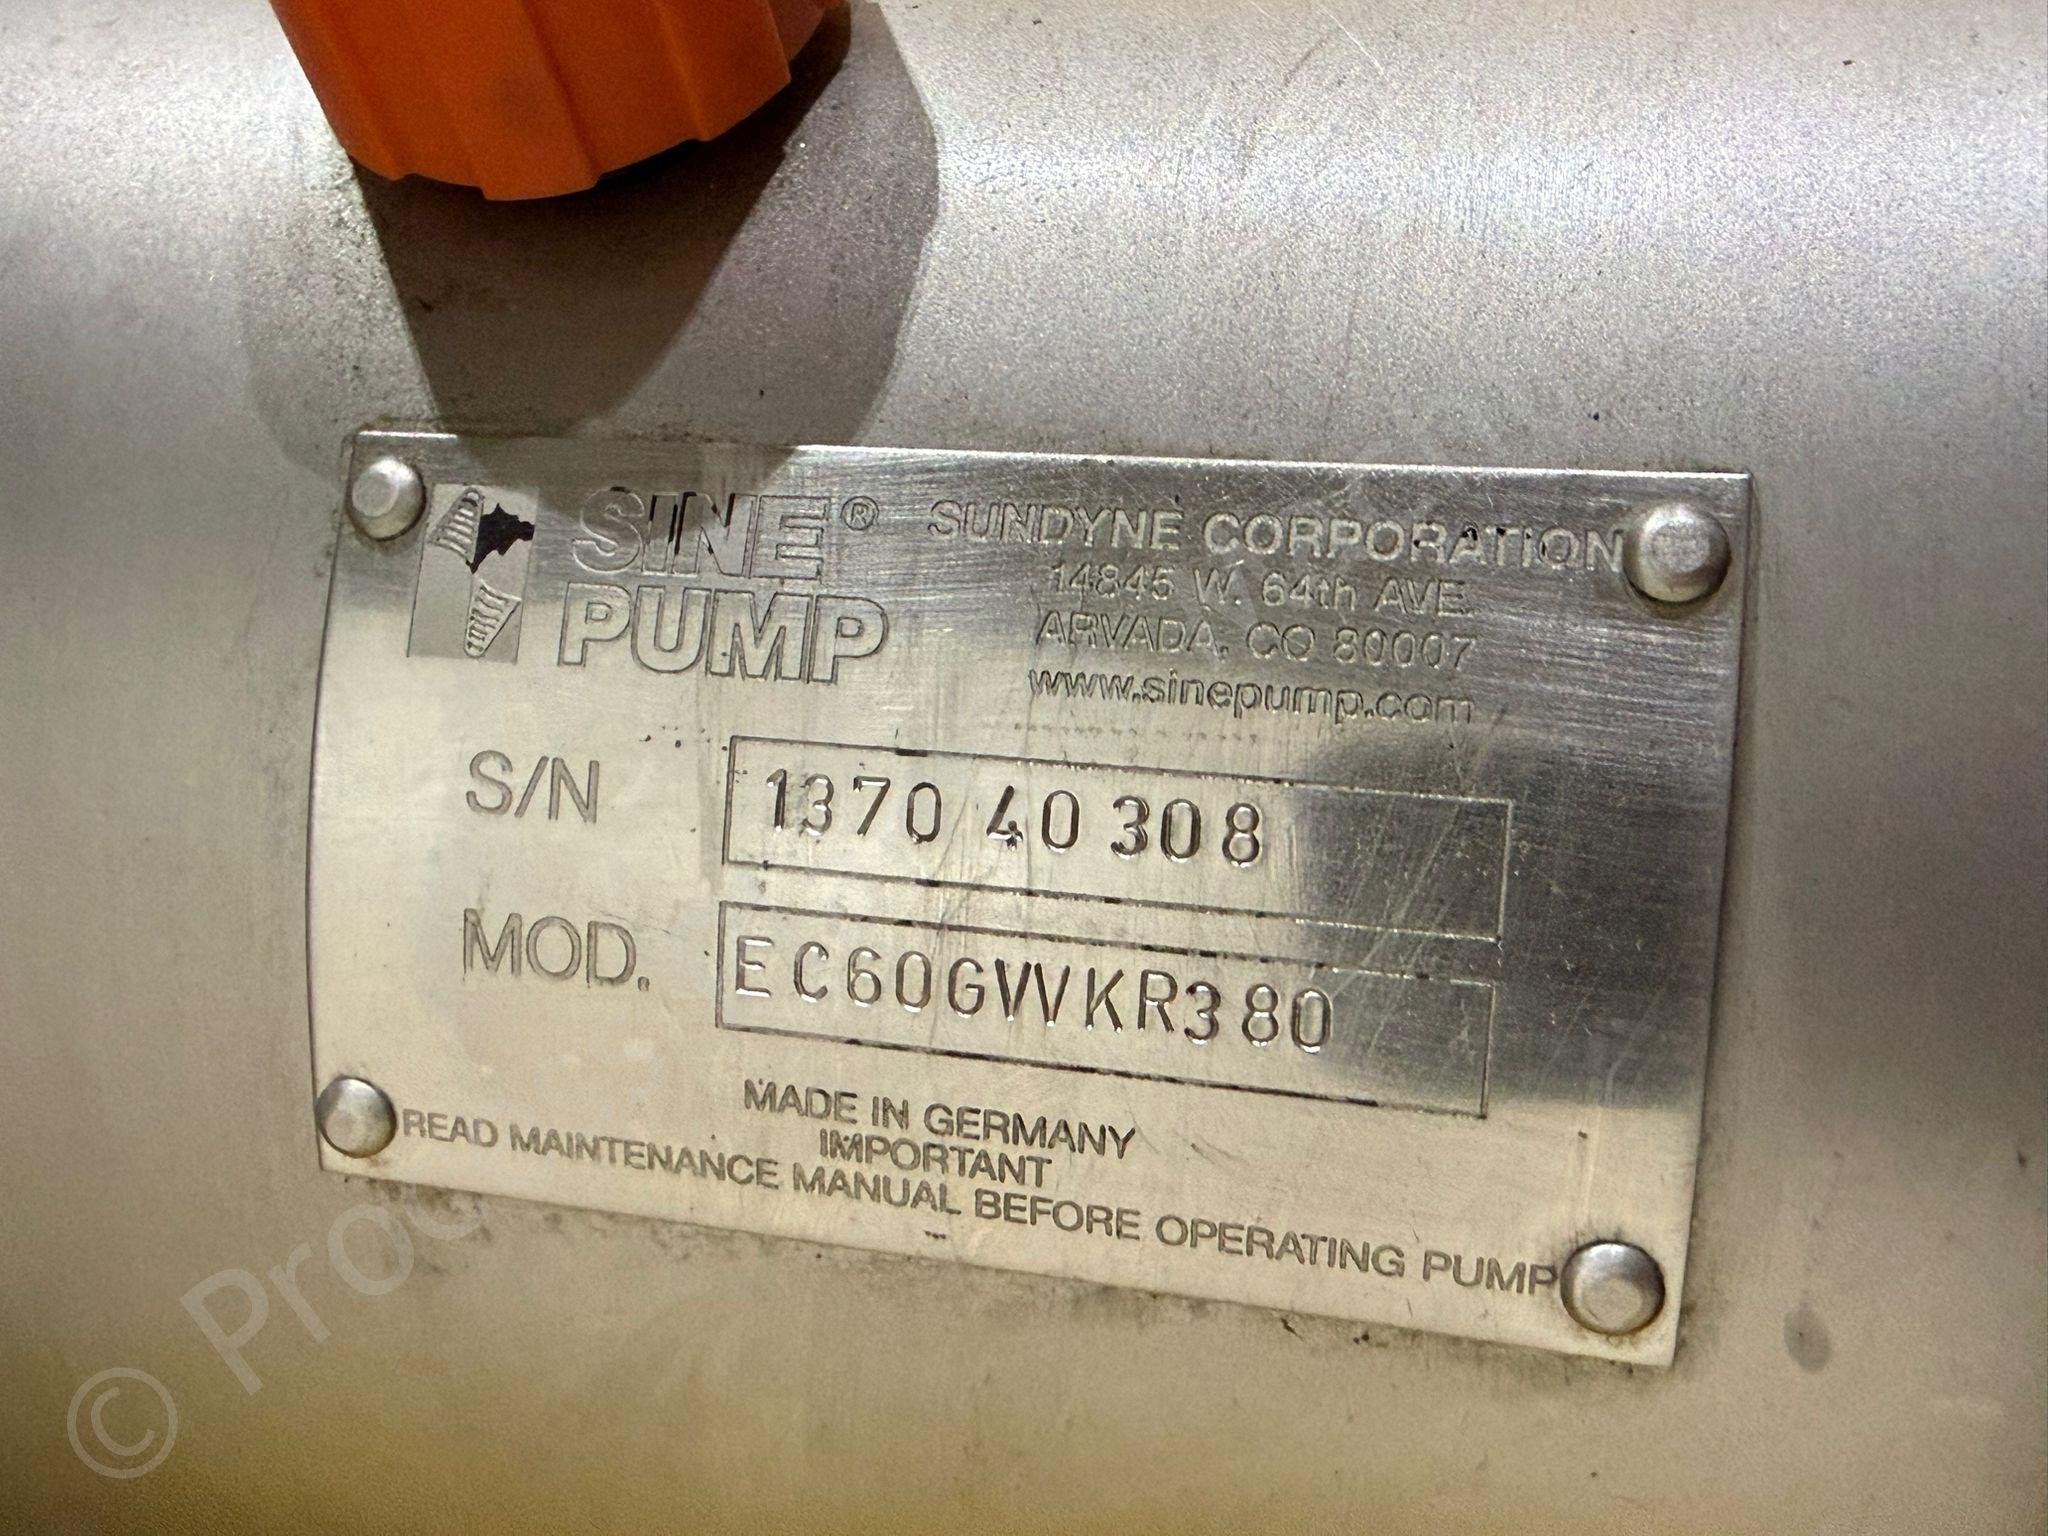 SINE®
PUMP
SUNDYNE CORPORATION
14845 W. 64th AVE.
ARVADA, CO 80007
www.sinepump.com
S/N 1370 40 308
MOD. EC60GVVKR380
MADE IN GERMANY
IMPORTANT
READ MAINTENANCE MANUAL BEFORE OPERATING PUMP